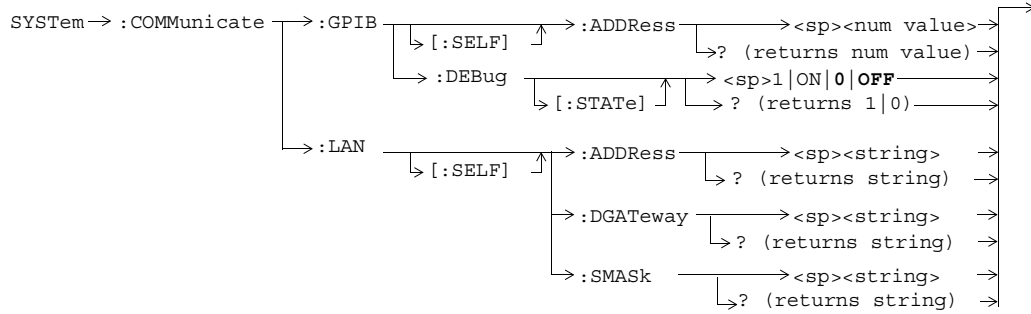 SYSTem :COMMunicate :GPIB :ADDRess <sp><num value>
[:SELF] ? (returns num value)
:DEBug <sp>1|ON|0|OFF
[:STATe] ? (returns 1|0)
:LAN :ADDRess <sp><string>
[:SELF] ? (returns string)
:DGATeway <sp><string>
? (returns string)
:SMASk <sp><string>
? (returns string)